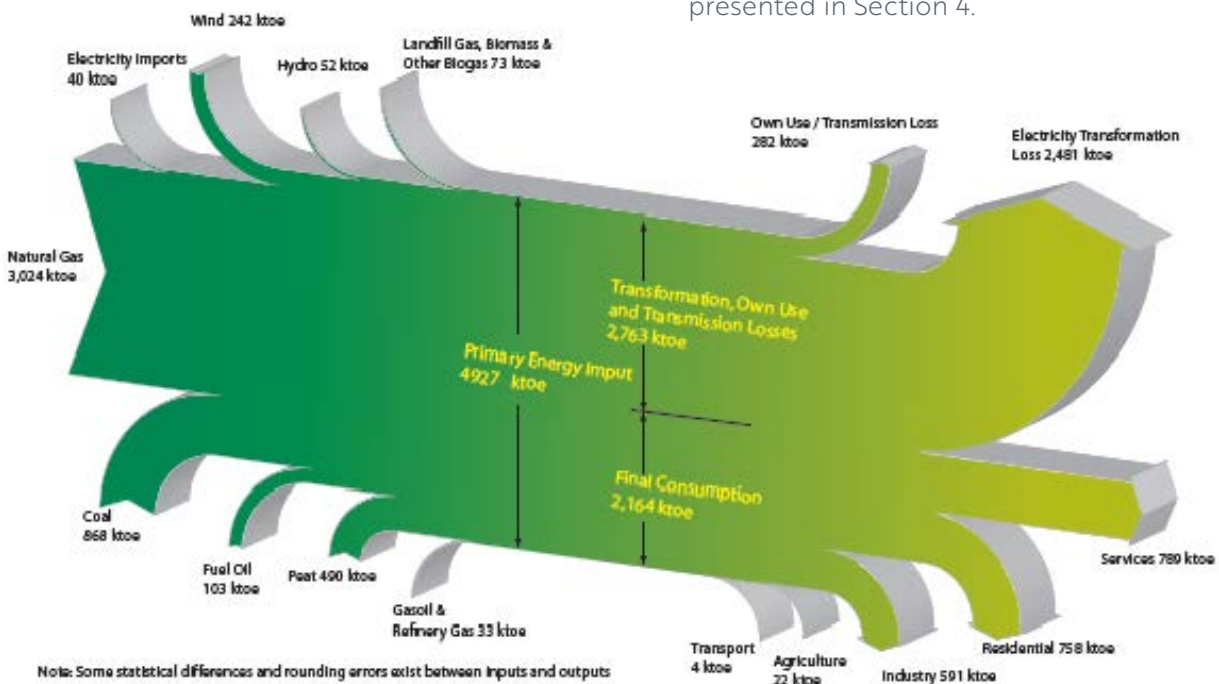 presented in Section 4.
Wind 242 ktoe
Electricity Imports
40 ktoe
Hydro 52 ktoe
Landfill Gas, Biomass &
Other Biogas 73 ktoe
Own Use / Transmission Loss
282 ktoe
Electricity Transformation
Loss 2,481 ktoe
Natural Gas
3,024 ktoe
Transformation, Own Use
and Transmission Losses
2,763 ktoe
Primary Energy Imput
4927 ktoe
Final Consumption
2,164 ktoe
Coal
868 ktoe
Fuel Oil
103 ktoe
Peat 490 ktoe
Gasoil &
Refinery Gas 33 ktoe
Services 789 ktoe
Residential 758 ktoe
Transport
4 ktoe
Agriculture
22 ktoe
Industry 591 ktoe
Note: Some statistical differences and rounding errors exist between inputs and outputs